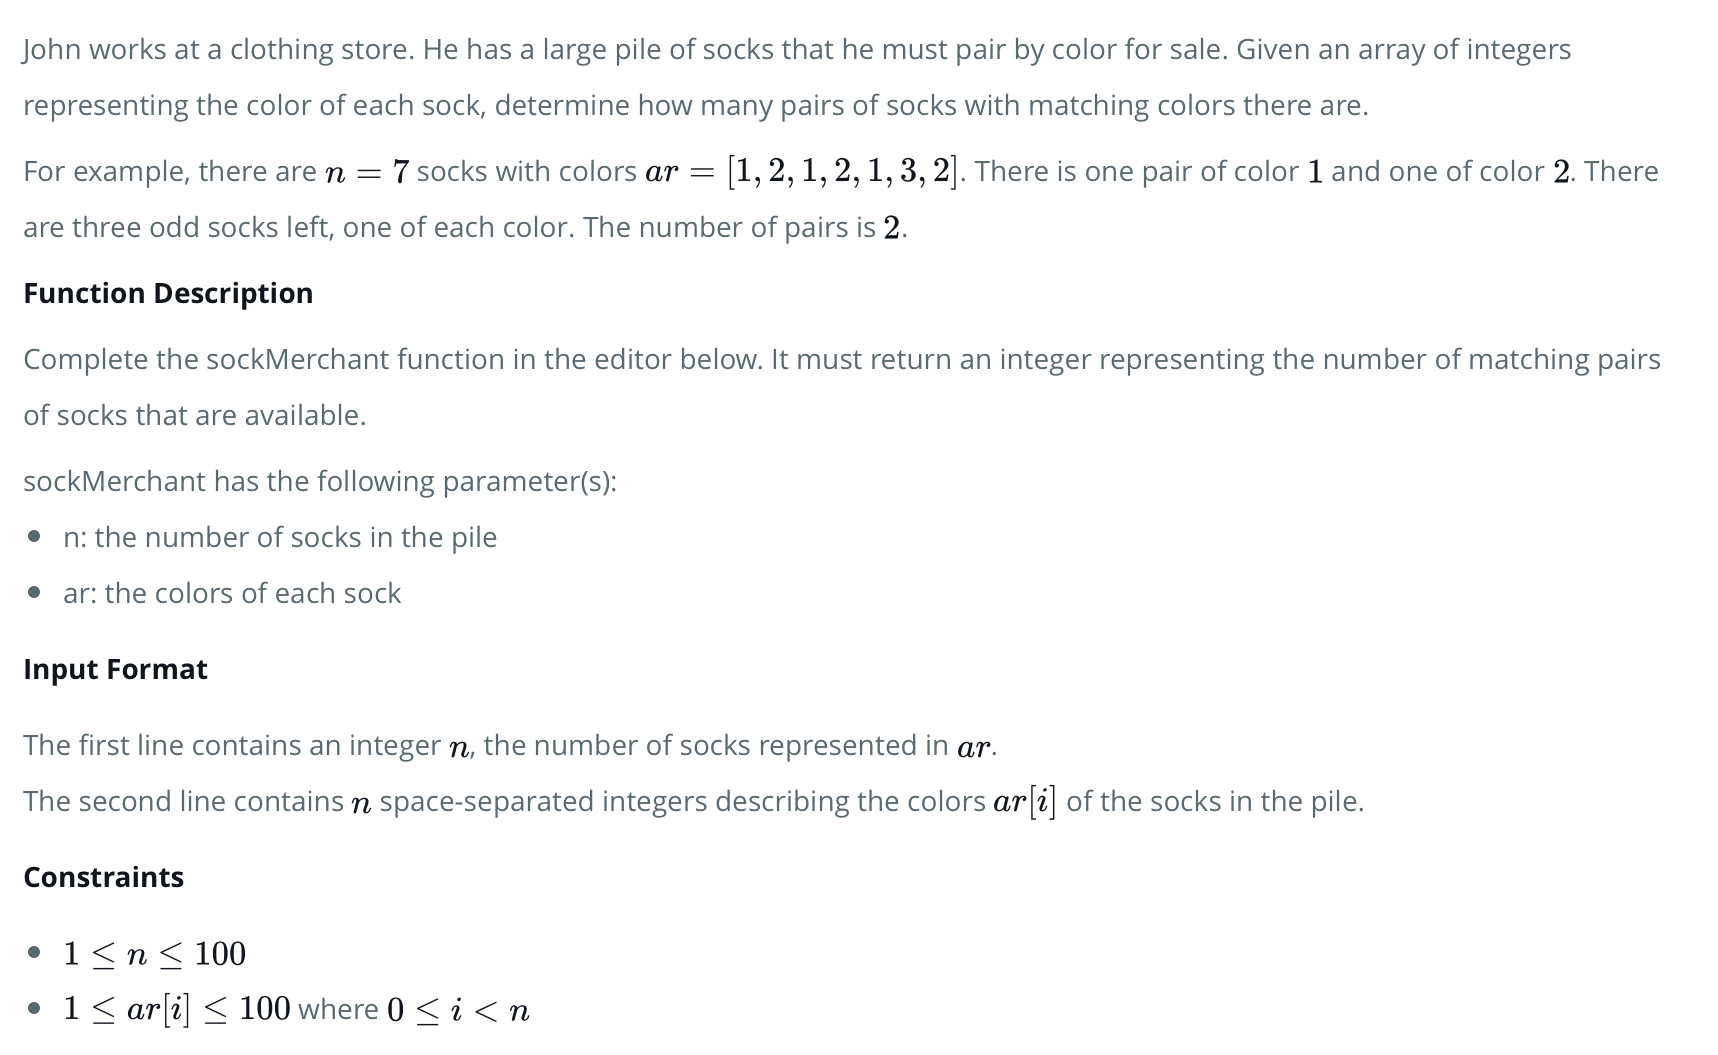 John works at a clothing store. He has a large pile of socks that he must pair by color for sale. Given an array of integers
representing the color of each sock, determine how many pairs of socks with matching colors there are.
For example, there are n = 7 socks with colors ar = [1, 2, 1, 2, 1, 3, 2]. There is one pair of color 1 and one of color 2. There
are three odd socks left, one of each color. The number of pairs is 2.
Function Description
Complete the sockMerchant function in the editor below. It must return an integer representing the number of matching pairs
of socks that are available.
sockMerchant has the following parameter(s):
• n: the number of socks in the pile
• ar: the colors of each sock
Input Format
The first line contains an integer n, the number of socks represented in ar.
The second line contains n space-separated integers describing the colors ar[i] of the socks in the pile.
Constraints
• 1 ≤ n ≤ 100
• 1 ≤ ar[i] ≤ 100 where 0 ≤ i < n